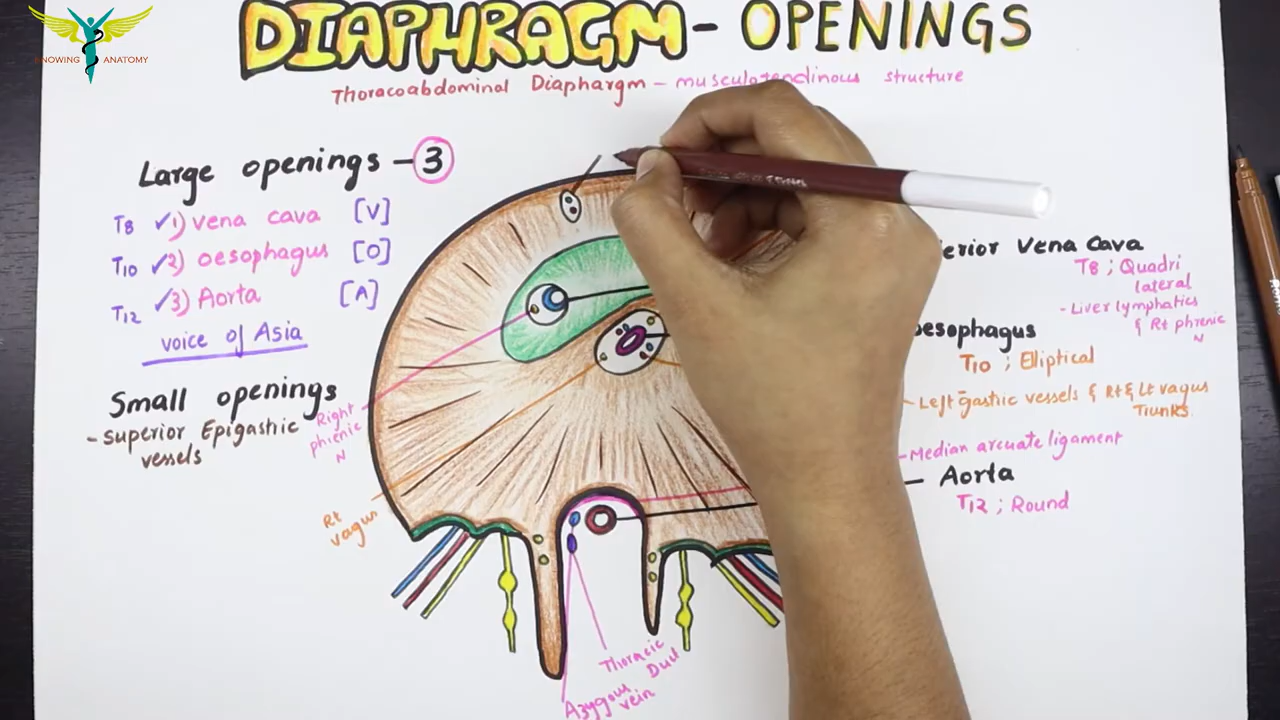 DIAPHRAGM - OPENINGS
KNOWING ANATOMY
Thoracoabdominal Diaphargm - musculotendinous structure
Large openings - 3
T8 ✓1) vena cava [V]
T10 ✓2) oesophagus [O]
T12 ✓3) Aorta [A]
voice of Asia
Small openings
- superior Epigastric
vessels
Right
phrenic
N
Rt
vagus
Thoracic
Duct
Azygous
vein
erior Vena Cava
T8 ; Quadri
lateral
- Liver lymphatics
& Rt phrenic
N
oesophagus
T10 ; Elliptical
- Left gastric vessels & Rt & Lt vagus
Trunks.
- Median arcuate ligament
- Aorta
T12 ; Round